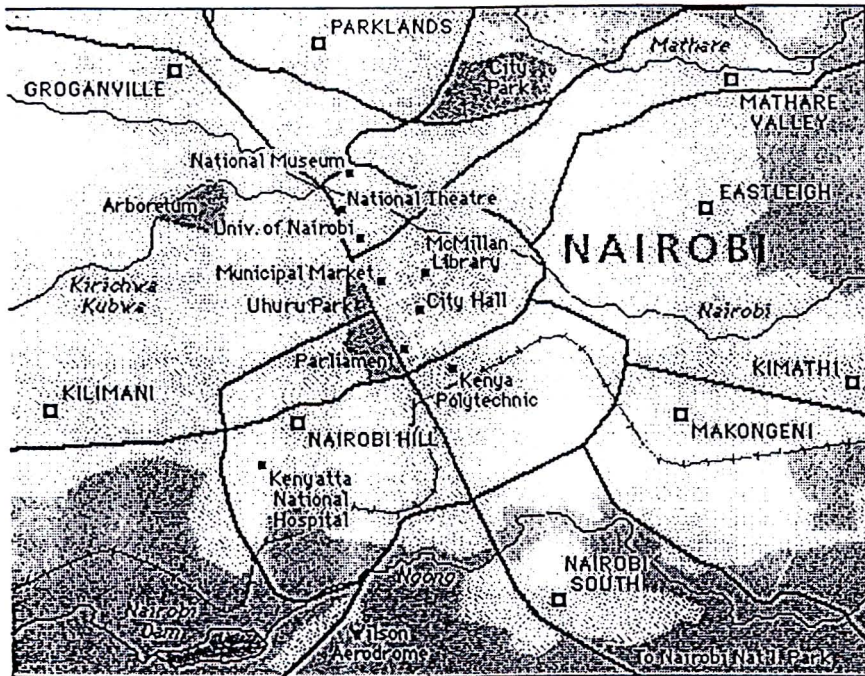 PARKLANDS
Mathare
GROGANVILLE
City
Park
MATHARE
VALLEY
National Museum
Arboretum
National Theatre
EASTLEIGH
Univ. of Nairobi
McMillan
Library
NAIROBI
Municipal Market
Kirichwa
Kubwa
Uhuru Park
City Hall
Nairobi
Parliament
KIMATHI
Kenya
Polytechnic
KILIMANI
NAIROBI HILL
MAKONGENI
Kenyatta
National
Hospital
Ngong
NAIROBI
SOUTH
Nairobi
Dam
Wilson
Aerodrome
To Nairobi Nat'l. Park